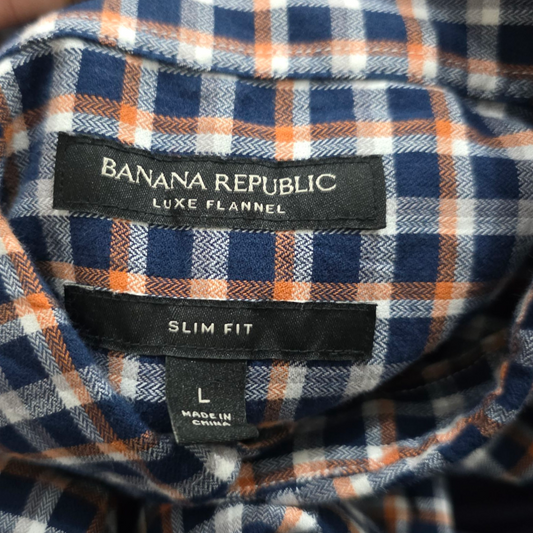 BANANA REPUBLIC
LUXE FLANNEL
SLIM FIT
L
MADE IN
CHINA